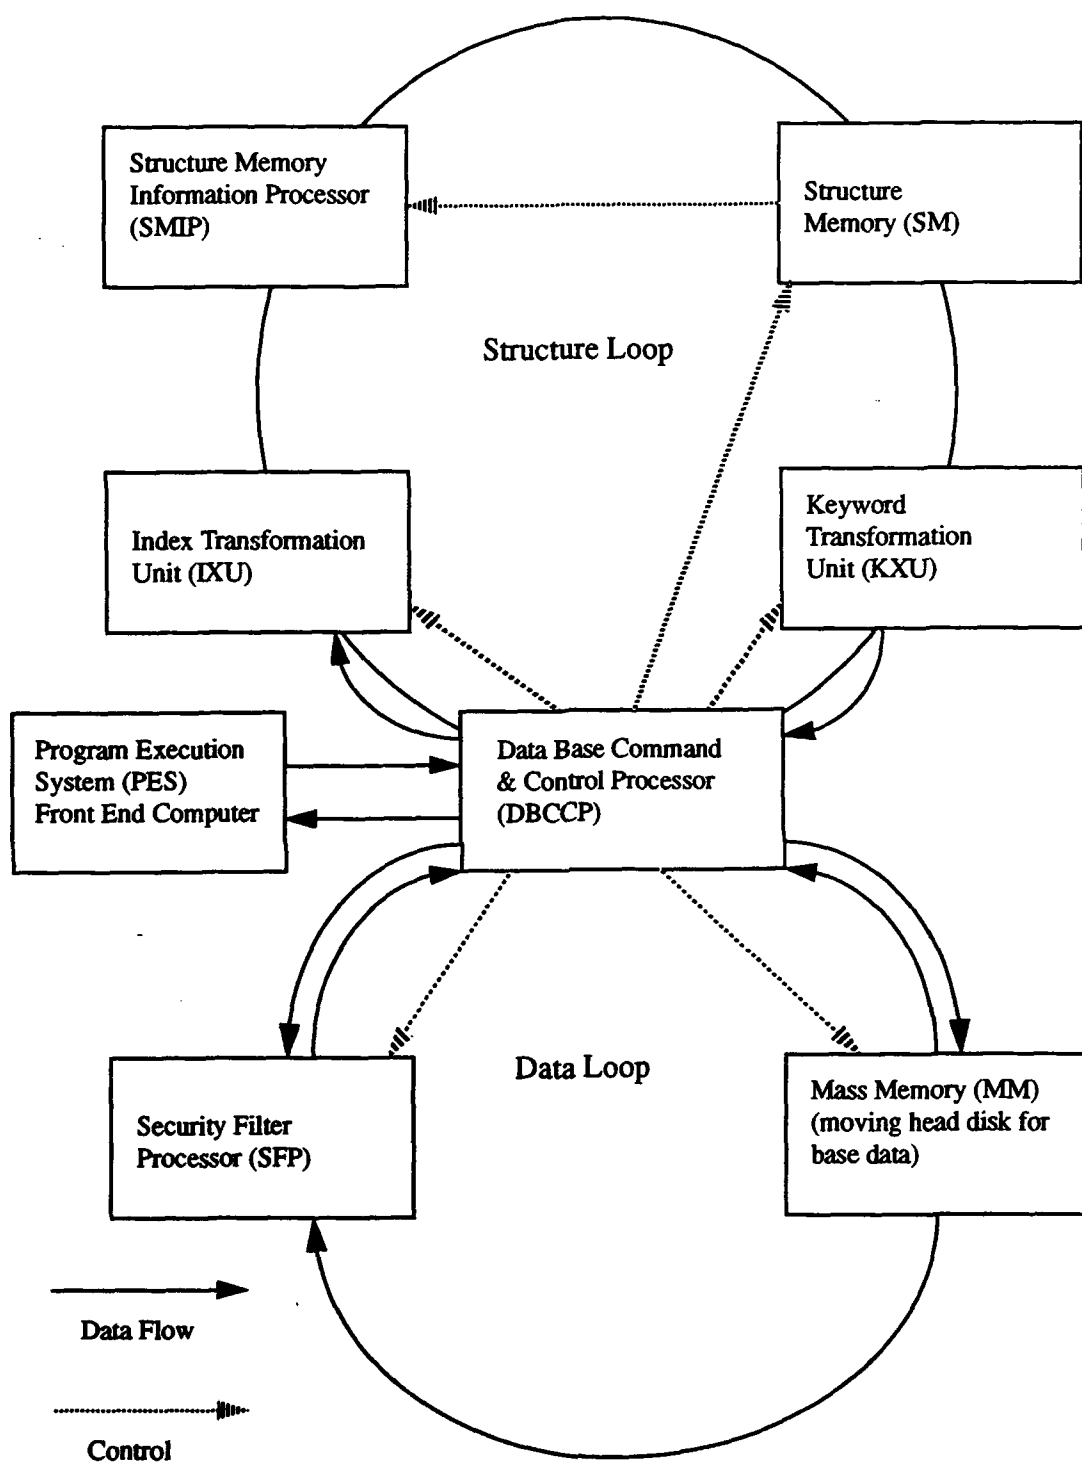 Structure Memory
Information Processor
(SMIP)
Structure
Memory (SM)
Structure Loop
Index Transformation
Unit (IXU)
Keyword
Transformation
Unit (KXU)
Program Execution
System (PES)
Front End Computer
Data Base Command
& Control Processor
(DBCCP)
Data Loop
Security Filter
Processor (SFP)
Mass Memory (MM)
(moving head disk for
base data)
Data Flow
Control